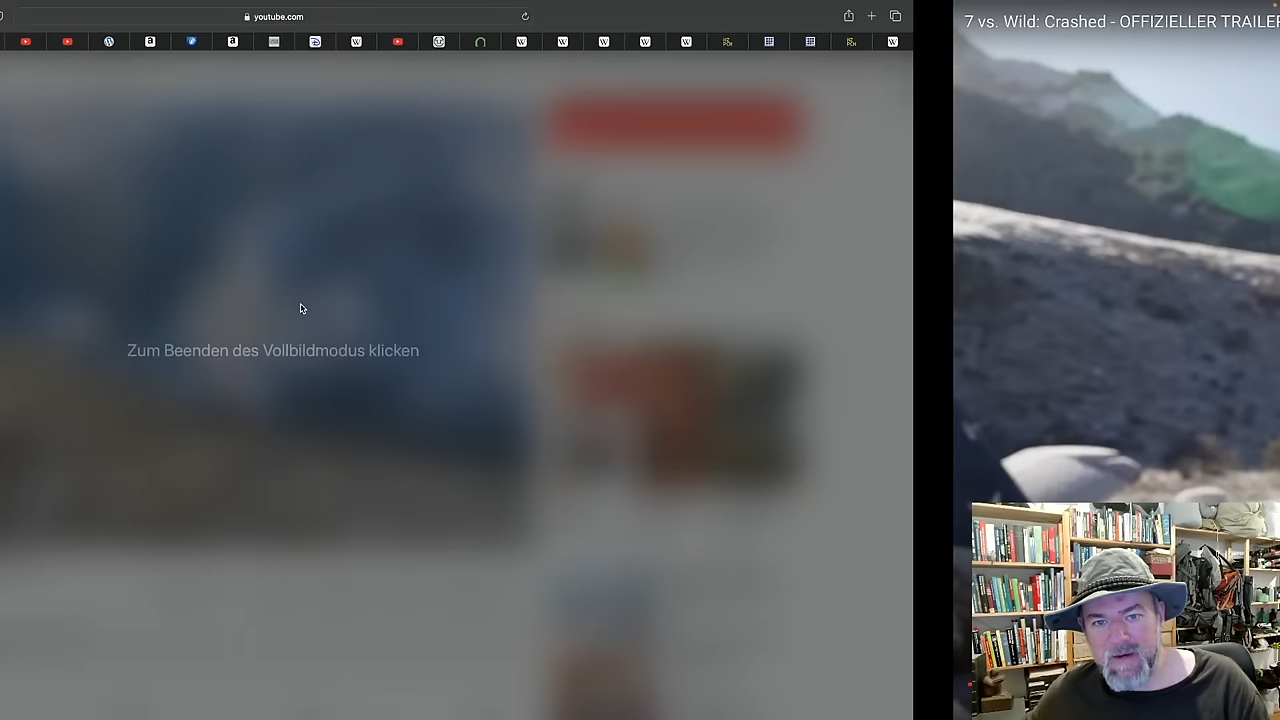 youtube.com
7 vs. Wild: Crashed - OFFIZIELLER TRAILER
Zum Beenden des Vollbildmodus klicken